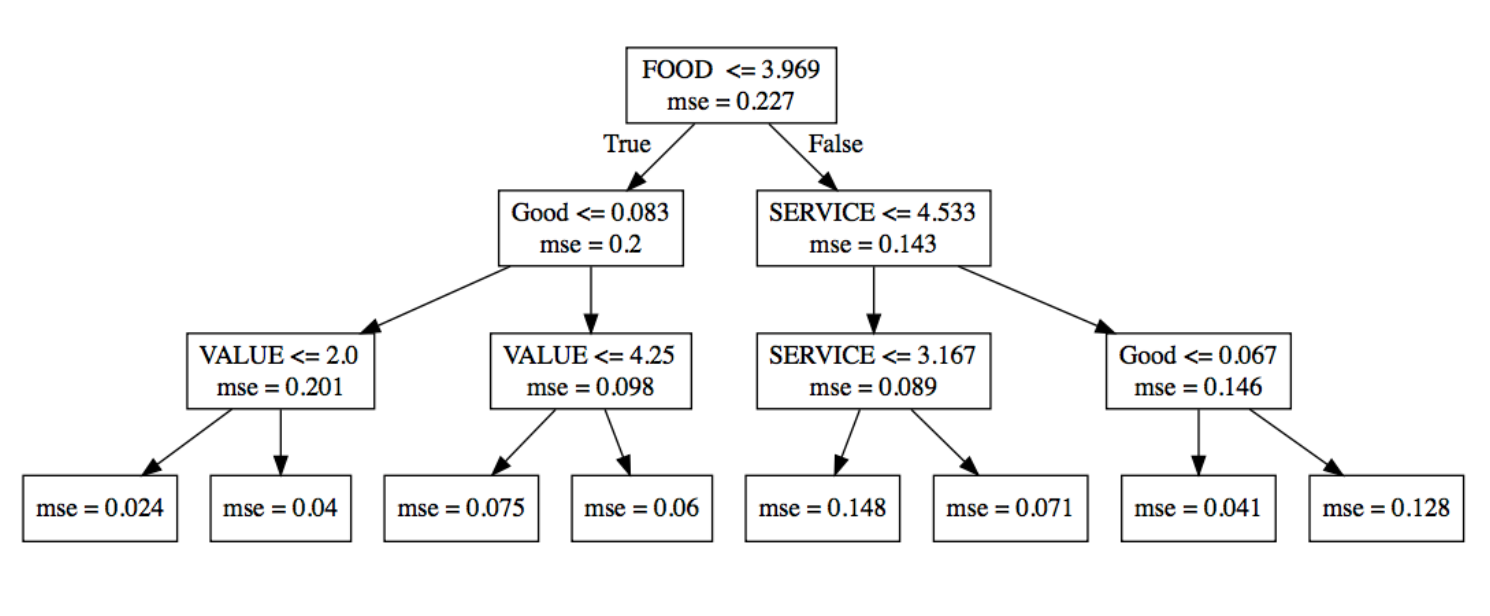 FOOD <= 3.969
mse = 0.227
True
False
Good <= 0.083
mse = 0.2
SERVICE <= 4.533
mse = 0.143
VALUE <= 2.0
mse = 0.201
VALUE <= 4.25
mse = 0.098
SERVICE <= 3.167
mse = 0.089
Good <= 0.067
mse = 0.146
mse = 0.024
mse = 0.04
mse = 0.075
mse = 0.06
mse = 0.148
mse = 0.071
mse = 0.041
mse = 0.128